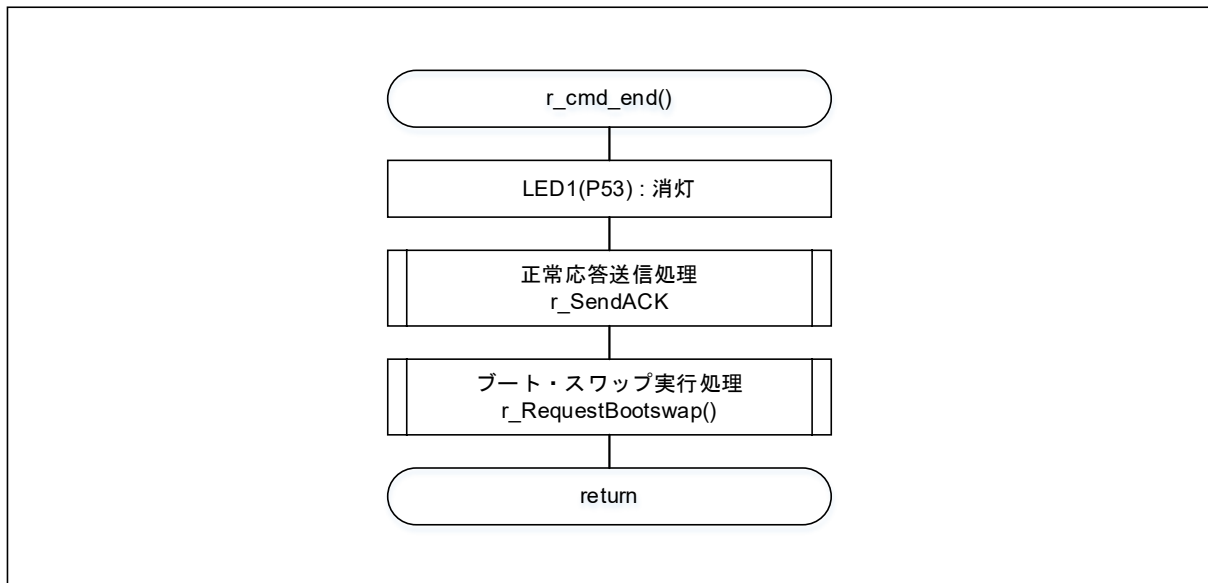 r_cmd_end()
LED1(P53) : 消灯
正常応答送信処理
r_SendACK
ブート・スワップ実行処理
r_RequestBootswap()
return